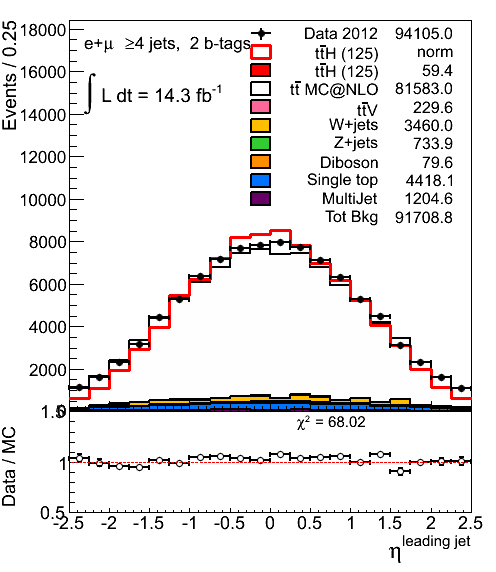 Events / 0.25
18000
16000
14000
12000
10000
8000
6000
4000
2000
0
e+μ ≥4 jets, 2 b-tags
∫ L dt = 14.3 fb⁻¹
Data 2012 94105.0
tt̄H (125) norm
tt̄H (125) 59.4
tt̄ MC@NLO 81583.0
tt̄V 229.6
W+jets 3460.0
Z+jets 733.9
Diboson 79.6
Single top 4418.1
MultiJet 1204.6
Tot Bkg 91708.8
Data / MC
1.5
1
0.5
χ² = 68.02
-2.5 -2 -1.5 -1 -0.5 0 0.5 1 1.5 2 2.5
η^leading jet